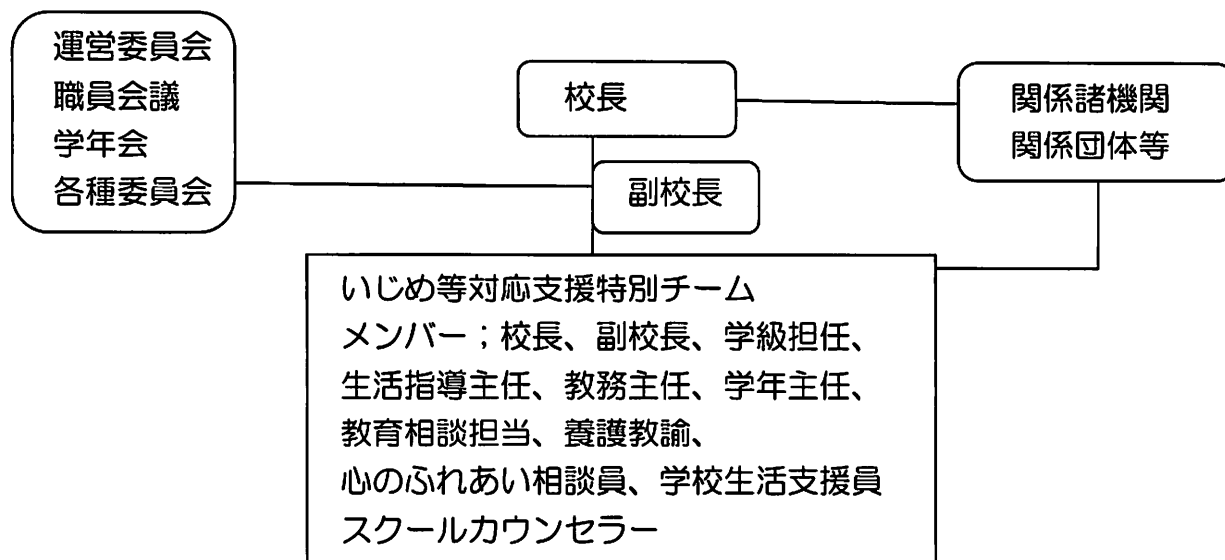 運営委員会
職員会議
学年会
各種委員会
校長
関係諸機関
関係団体等
副校長
いじめ等対応支援特別チーム
メンバー；校長、副校長、学級担任、
生活指導主任、教務主任、学年主任、
教育相談担当、養護教諭、
心のふれあい相談員、学校生活支援員
スクールカウンセラー